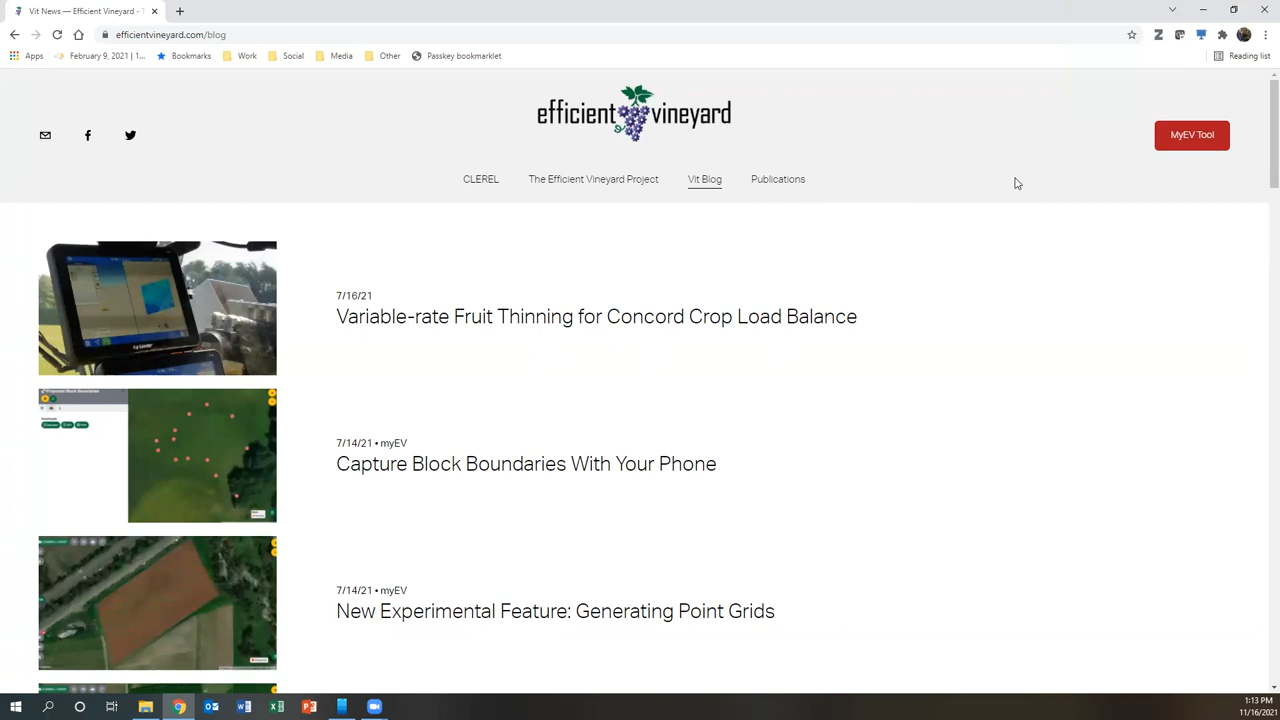 Vit News — Efficient Vineyard - T
efficientvineyard.com/blog
Apps
February 9, 2021 | 1...
Bookmarks
Work
Social
Media
Other
Passkey bookmarklet
Reading list
efficient vineyard
MyEV Tool
CLEREL
The Efficient Vineyard Project
Vit Blog
Publications
7/16/21
Variable-rate Fruit Thinning for Concord Crop Load Balance
Ag Leader
7/14/21 • myEV
Capture Block Boundaries With Your Phone
7/14/21 • myEV
New Experimental Feature: Generating Point Grids
1:13 PM
11/16/2021